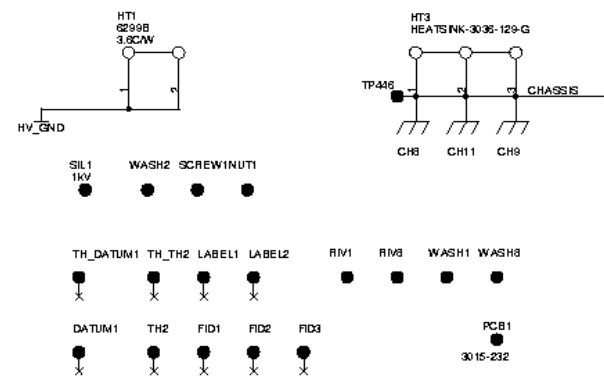 HT1
6299B
3.6C/W
1
2
HV_GND
HT3
HEATSINK-3036-129-G
TP446
1
2
3
CHASSIS
CH8
CH11
CH9
SIL1
1KV
WASH2
SCREW1
NUT1
TH_DATUM1
TH_TH2
LABEL1
LABEL2
RIV1
RIV8
WASH1
WASH8
DATUM1
TH2
FID1
FID2
FID3
PCB1
3015-232